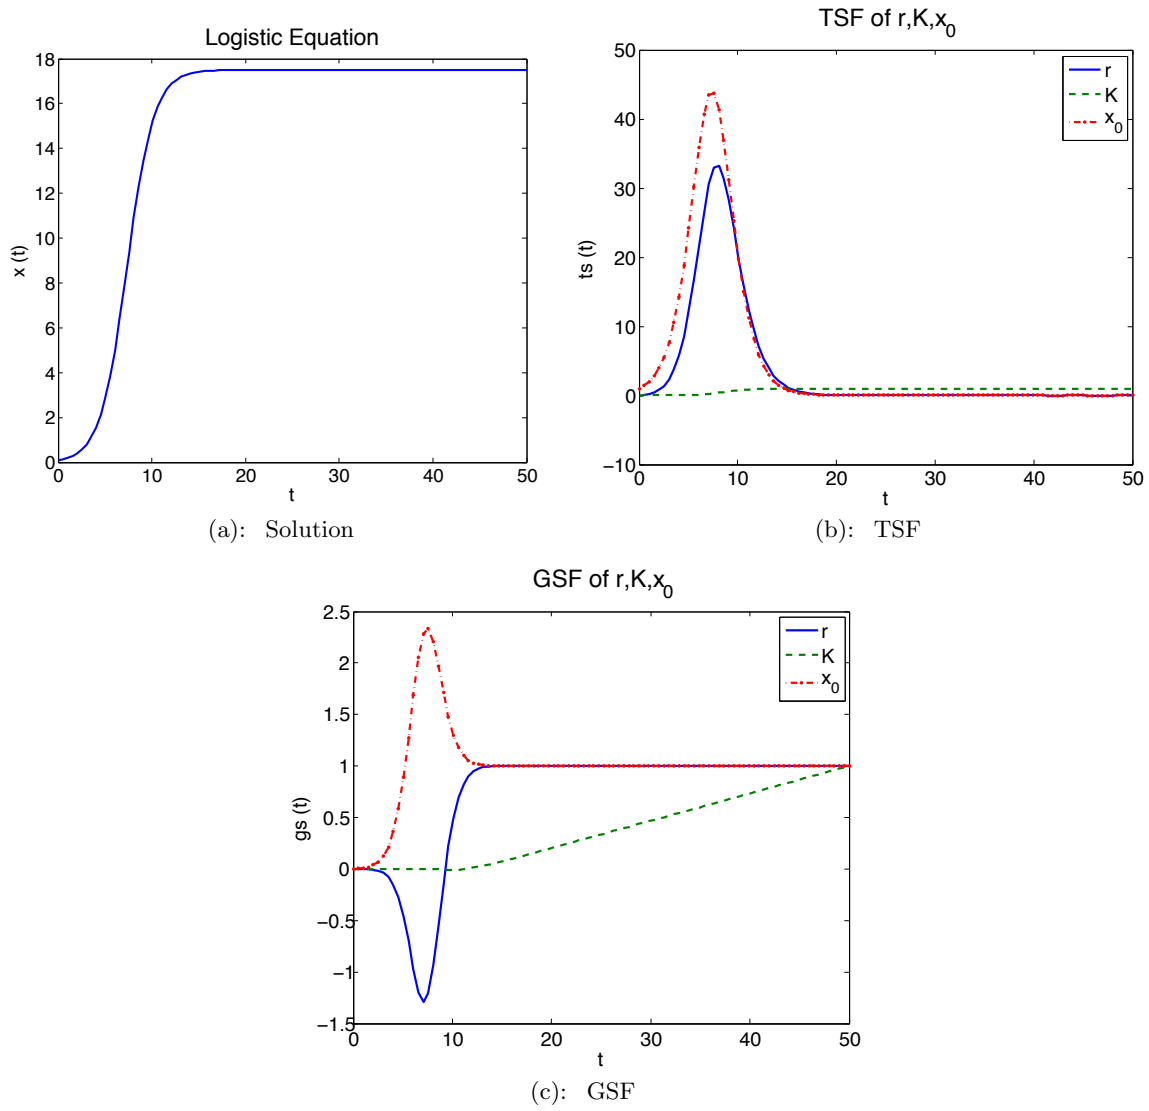 Logistic Equation
18
16
14
12
10
8
6
4
2
0
x (t)
0 10 20 30 40 50
t
(a): Solution
TSF of r,K,x0
50
40
30
20
10
0
−10
ts (t)
r
K
x0
0 10 20 30 40 50
t
(b): TSF
GSF of r,K,x0
2.5
2
1.5
1
0.5
0
−0.5
−1
−1.5
gs (t)
r
K
x0
0 10 20 30 40 50
t
(c): GSF